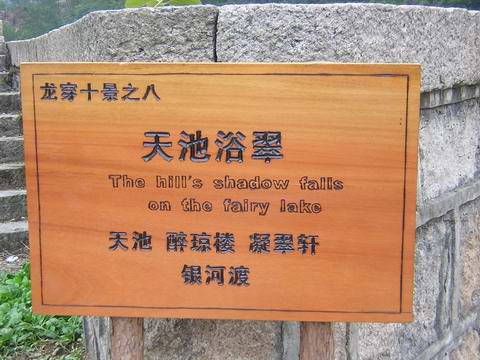 龙穿十景之八
天池浴翠
The hill's shadow falls
on the fairy lake
天池 醉琼楼 凝翠轩
银河渡